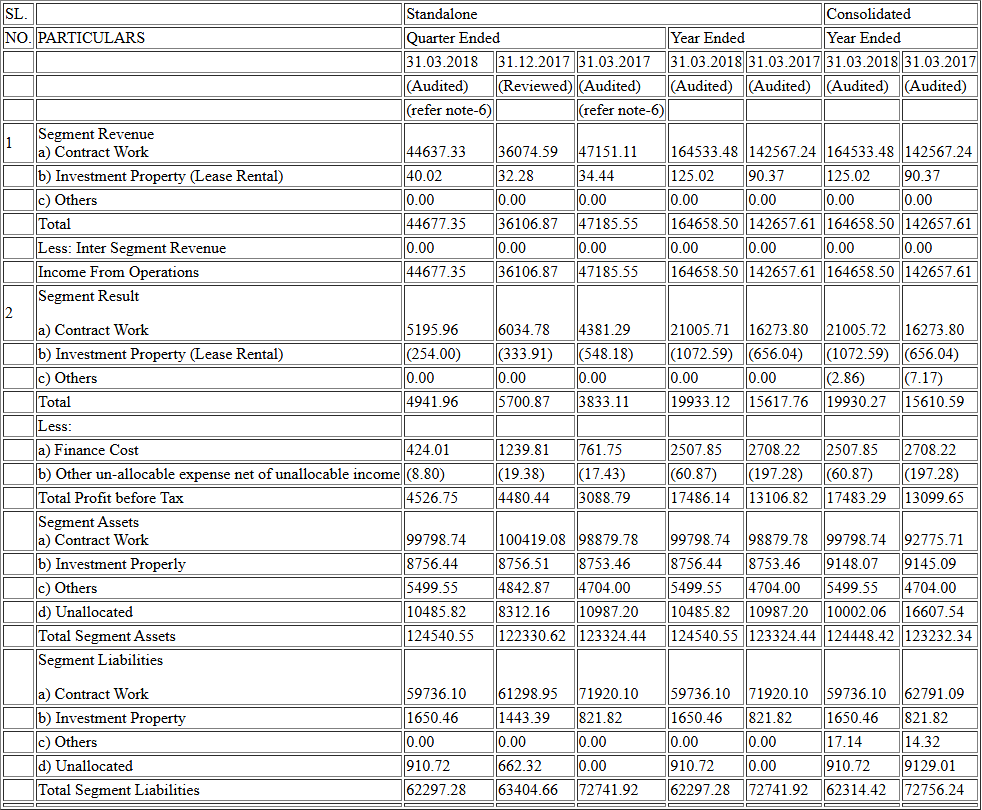 SL. Standalone Consolidated
NO. PARTICULARS Quarter Ended Year Ended Year Ended
31.03.2018 31.12.2017 31.03.2017 31.03.2018 31.03.2017 31.03.2018 31.03.2017
(Audited) (Reviewed) (Audited) (Audited) (Audited) (Audited) (Audited)
(refer note-6) (refer note-6)
1 Segment Revenue
a) Contract Work 44637.33 36074.59 47151.11 164533.48 142567.24 164533.48 142567.24
b) Investment Property (Lease Rental) 40.02 32.28 34.44 125.02 90.37 125.02 90.37
c) Others 0.00 0.00 0.00 0.00 0.00 0.00 0.00
Total 44677.35 36106.87 47185.55 164658.50 142657.61 164658.50 142657.61
Less: Inter Segment Revenue 0.00 0.00 0.00 0.00 0.00 0.00 0.00
Income From Operations 44677.35 36106.87 47185.55 164658.50 142657.61 164658.50 142657.61
2 Segment Result
a) Contract Work 5195.96 6034.78 4381.29 21005.71 16273.80 21005.72 16273.80
b) Investment Property (Lease Rental) (254.00) (333.91) (548.18) (1072.59) (656.04) (1072.59) (656.04)
c) Others 0.00 0.00 0.00 0.00 0.00 (2.86) (7.17)
Total 4941.96 5700.87 3833.11 19933.12 15617.76 19930.27 15610.59
Less:
a) Finance Cost 424.01 1239.81 761.75 2507.85 2708.22 2507.85 2708.22
b) Other un-allocable expense net of unallocable income (8.80) (19.38) (17.43) (60.87) (197.28) (60.87) (197.28)
Total Profit before Tax 4526.75 4480.44 3088.79 17486.14 13106.82 17483.29 13099.65
Segment Assets
a) Contract Work 99798.74 100419.08 98879.78 99798.74 98879.78 99798.74 92775.71
b) Investment Properly 8756.44 8756.51 8753.46 8756.44 8753.46 9148.07 9145.09
c) Others 5499.55 4842.87 4704.00 5499.55 4704.00 5499.55 4704.00
d) Unallocated 10485.82 8312.16 10987.20 10485.82 10987.20 10002.06 16607.54
Total Segment Assets 124540.55 122330.62 123324.44 124540.55 123324.44 124448.42 123232.34
Segment Liabilities
a) Contract Work 59736.10 61298.95 71920.10 59736.10 71920.10 59736.10 62791.09
b) Investment Property 1650.46 1443.39 821.82 1650.46 821.82 1650.46 821.82
c) Others 0.00 0.00 0.00 0.00 0.00 17.14 14.32
d) Unallocated 910.72 662.32 0.00 910.72 0.00 910.72 9129.01
Total Segment Liabilities 62297.28 63404.66 72741.92 62297.28 72741.92 62314.42 72756.24